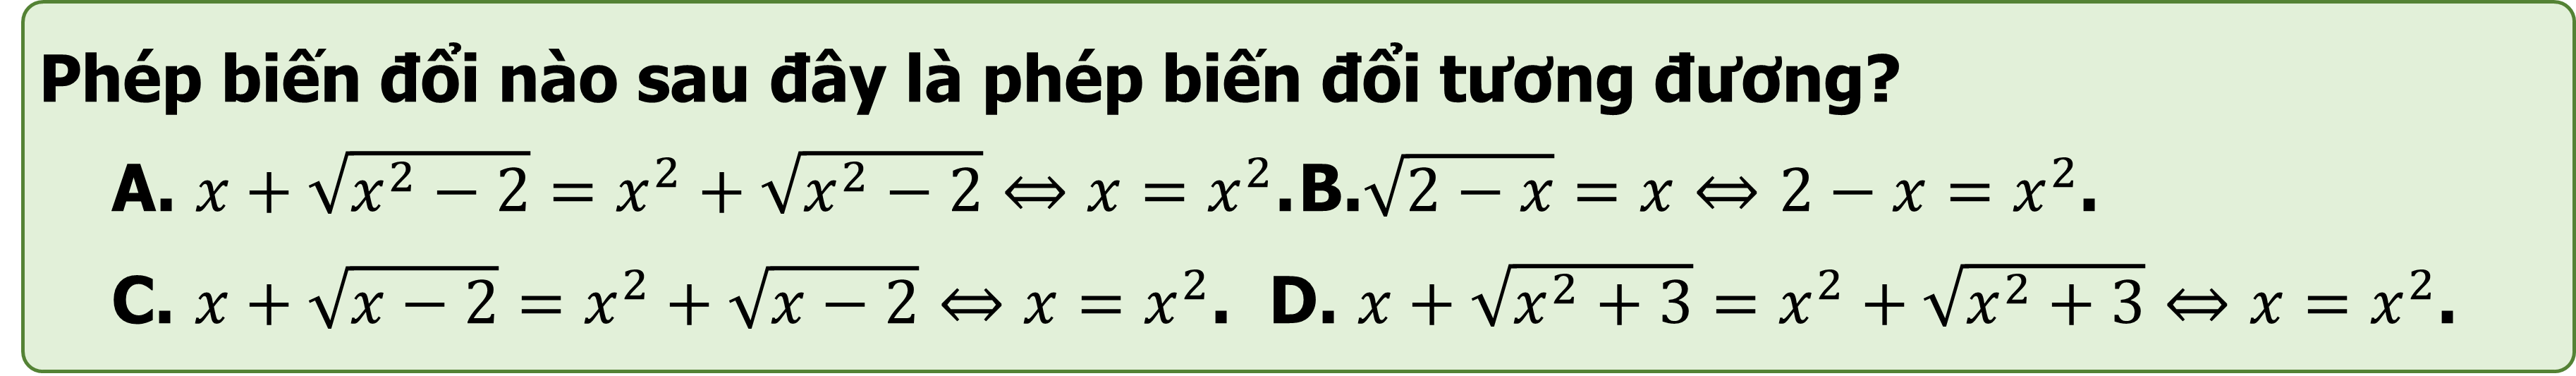 Phép biến đổi nào sau đây là phép biến đổi tương đương?
A. x + √(x² − 2) = x² + √(x² − 2) ⇔ x = x². B. √(2 − x) = x ⇔ 2 − x = x².
C. x + √(x − 2) = x² + √(x − 2) ⇔ x = x². D. x + √(x² + 3) = x² + √(x² + 3) ⇔ x = x².